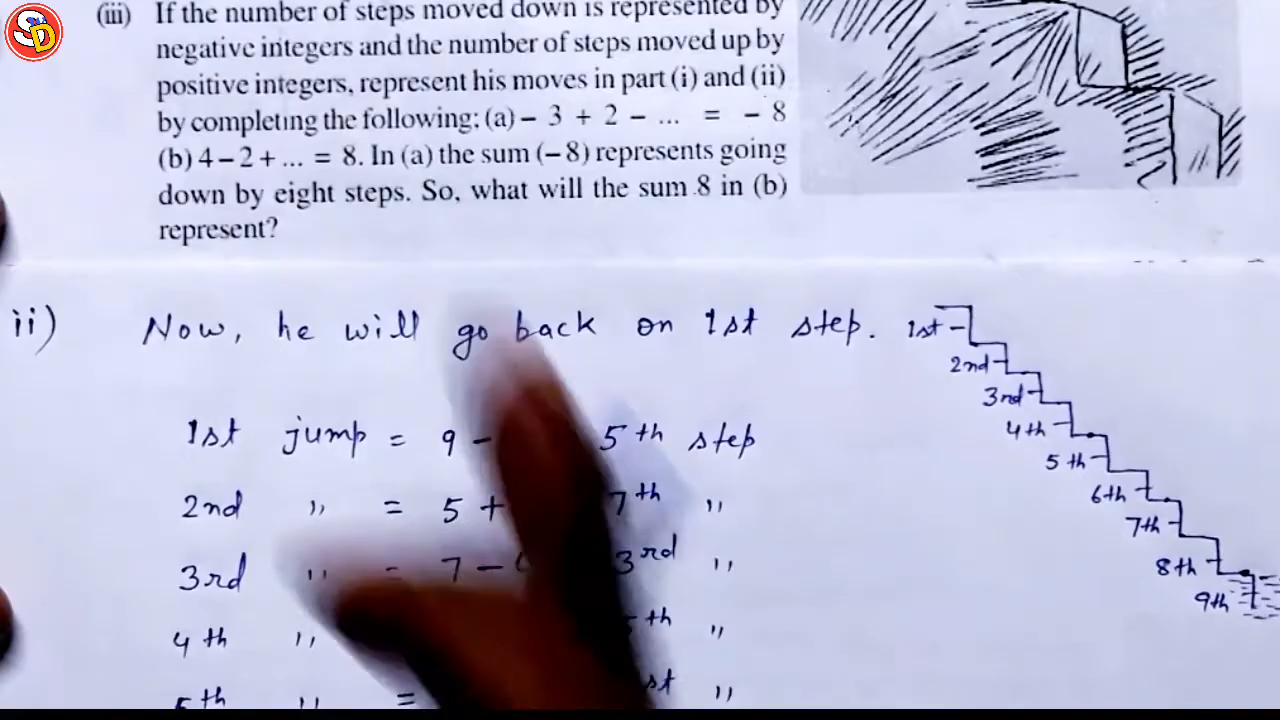 SD
(iii) If the number of steps moved down is represented by
negative integers and the number of steps moved up by
positive integers, represent his moves in part (i) and (ii)
by completing the following; (a) – 3 + 2 – ... = – 8
(b) 4 – 2 + ... = 8. In (a) the sum (– 8) represents going
down by eight steps. So, what will the sum 8 in (b)
represent?
ii) Now, he will go back on 1st step.
1st jump = 9 - 5th step
2nd " = 5 + 7th "
3rd " = 7 - 3rd "
4th " th "
5th " = st "
1st
2nd
3rd
4th
5th
6th
7th
8th
9th